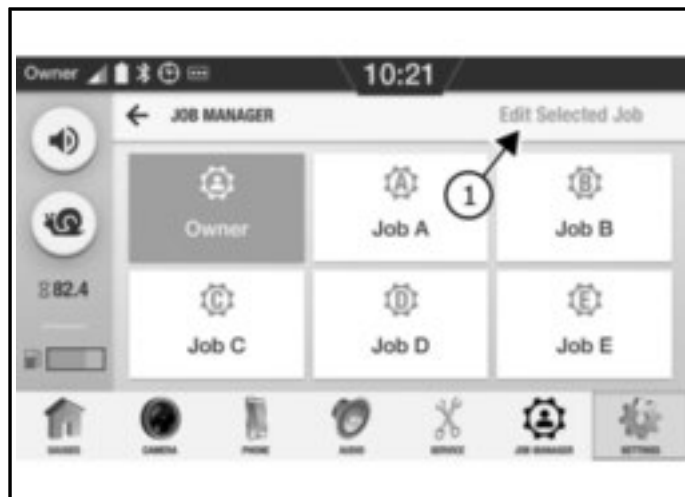 Owner 10:21
JOB MANAGER Edit Selected Job
1
A B
Owner Job A Job B
82.4
C D E
Job C Job D Job E
GAUGES CAMERA PHONE AUDIO SERVICE JOB MANAGER SETTINGS